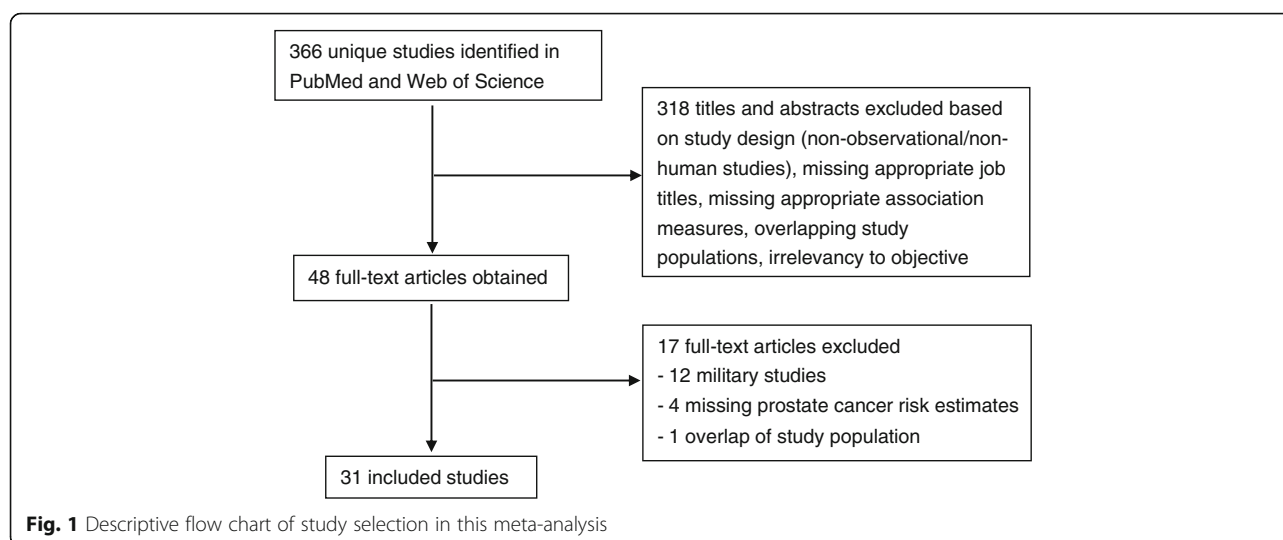 366 unique studies identified in
PubMed and Web of Science
318 titles and abstracts excluded based
on study design (non-observational/non-
human studies), missing appropriate job
titles, missing appropriate association
measures, overlapping study
populations, irrelevancy to objective
48 full-text articles obtained
17 full-text articles excluded
- 12 military studies
- 4 missing prostate cancer risk estimates
- 1 overlap of study population
31 included studies
Fig. 1 Descriptive flow chart of study selection in this meta-analysis